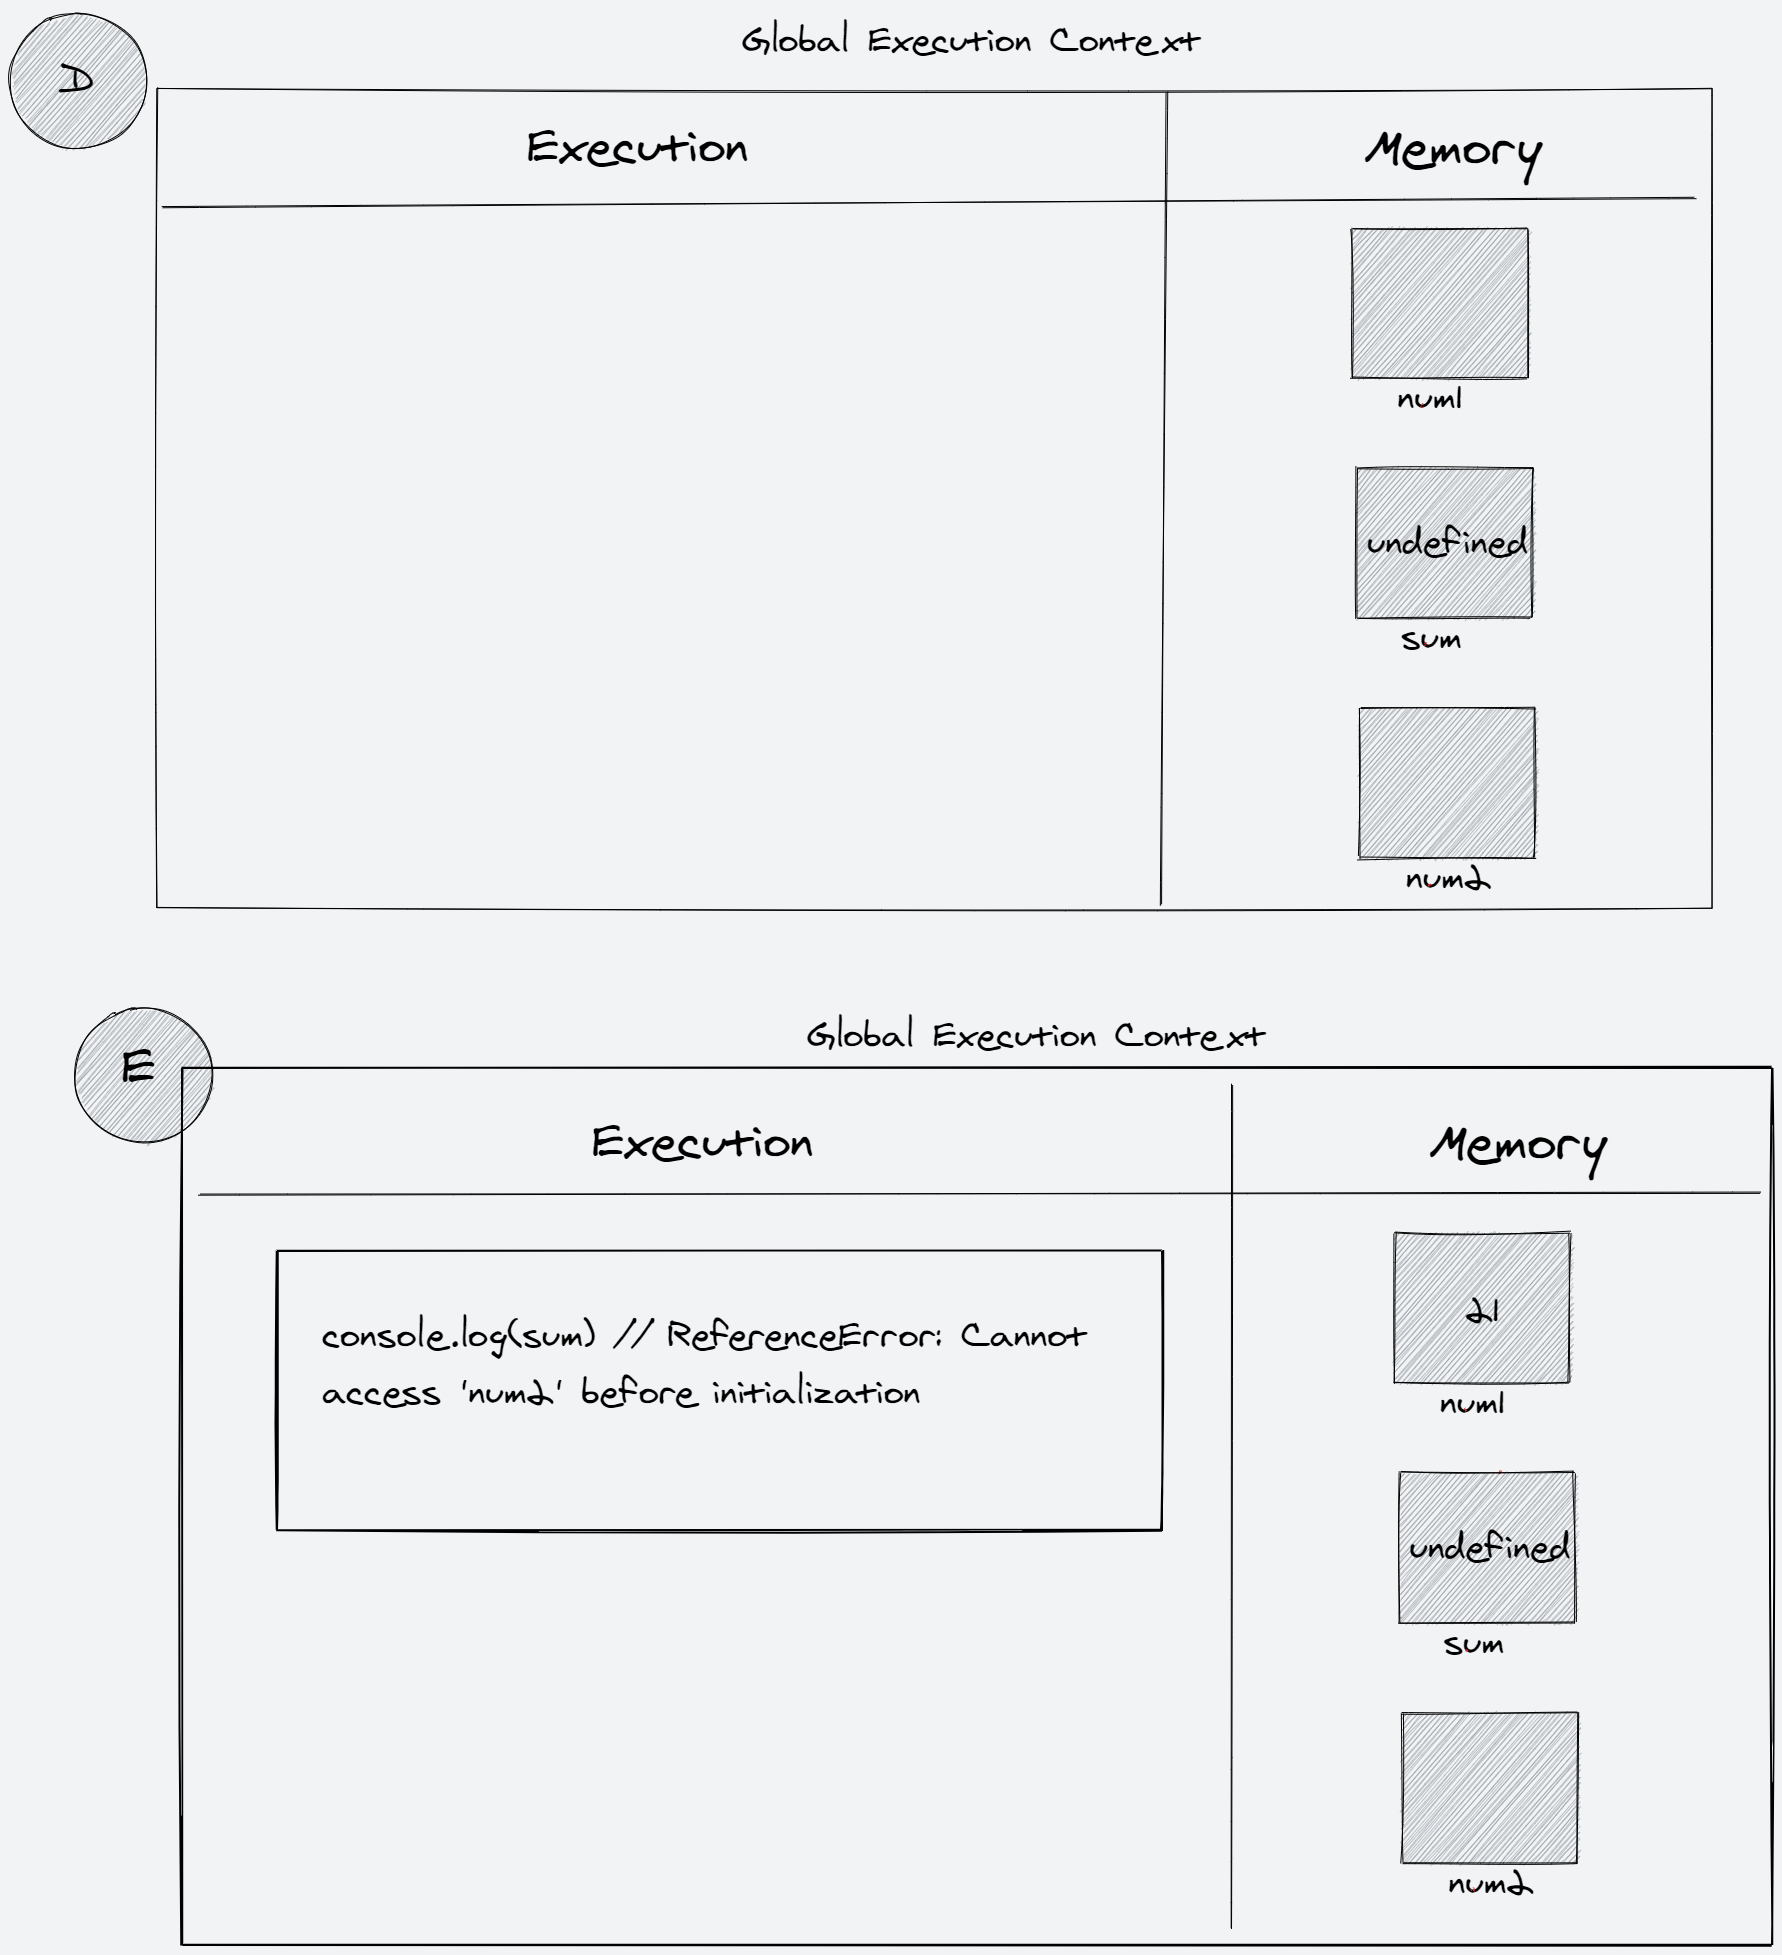 D
Global Execution Context
Execution
Memory
num1
undefined
sum
num2
E
Global Execution Context
Execution
Memory
console.log(sum) // ReferenceError: Cannot
access 'num2' before initialization
21
num1
undefined
sum
num2